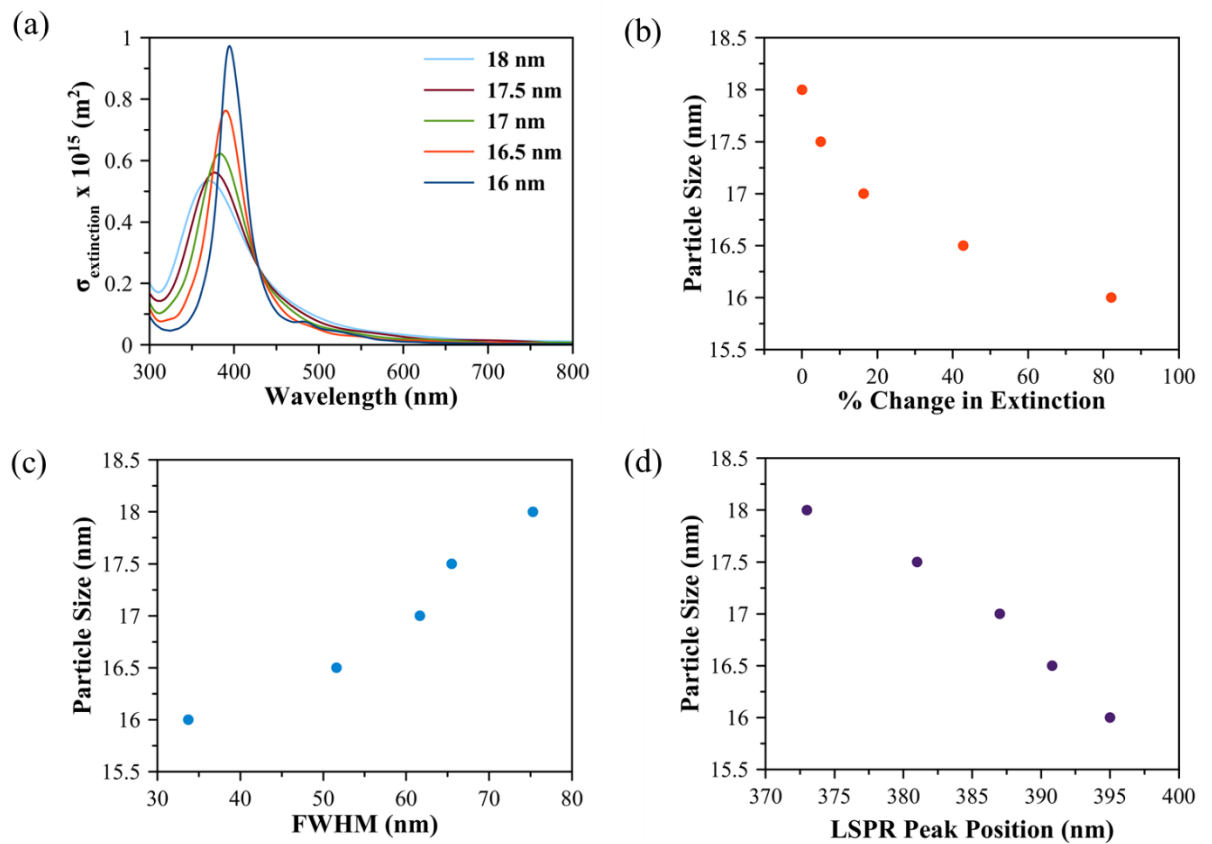 (a)
σextinction x 10^15 (m²)
1
0.8
0.6
0.4
0.2
0
18 nm
17.5 nm
17 nm
16.5 nm
16 nm
300 400 500 600 700 800
Wavelength (nm)
(b)
Particle Size (nm)
18.5
18
17.5
17
16.5
16
15.5
0 20 40 60 80 100
% Change in Extinction
(c)
Particle Size (nm)
18.5
18
17.5
17
16.5
16
15.5
30 40 50 60 70 80
FWHM (nm)
(d)
Particle Size (nm)
18.5
18
17.5
17
16.5
16
15.5
370 375 380 385 390 395 400
LSPR Peak Position (nm)